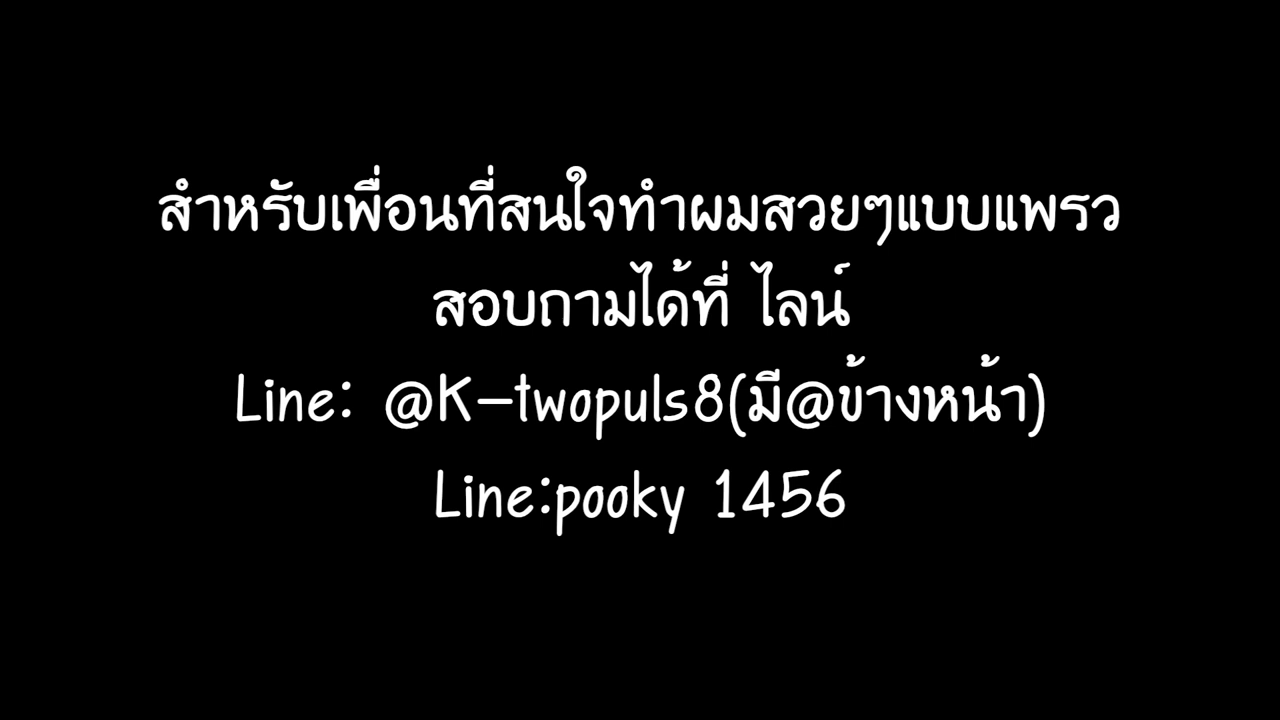 สำหรับเพื่อนที่สนใจทำผมสวยๆแบบแพรว
สอบถามได้ที่ ไลน์
Line: @K-twopuls8(มี@ข้างหน้า)
Line:pooky 1456